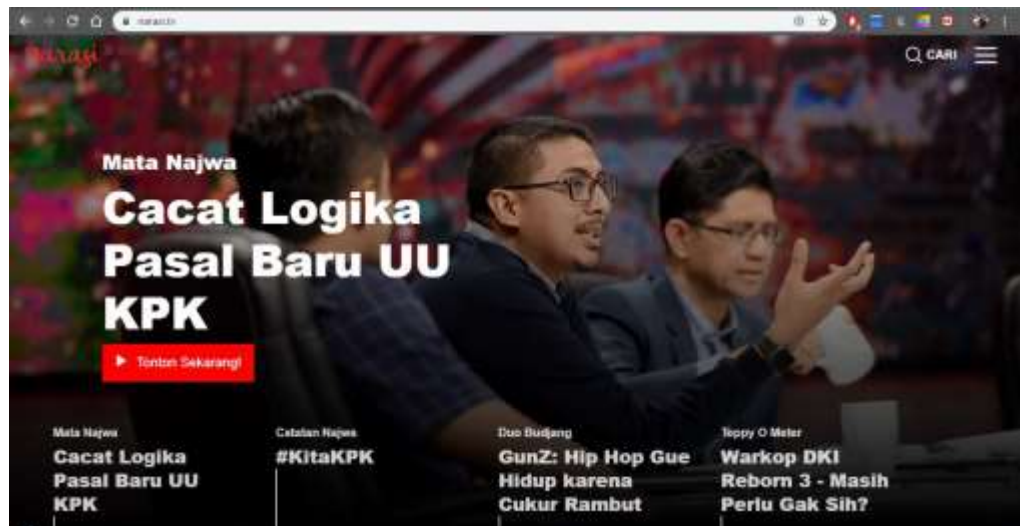 narasi.tv
narasi
CARI
Mata Najwa
Cacat Logika
Pasal Baru UU
KPK
Tonton Sekarang!
Mata Najwa
Cacat Logika
Pasal Baru UU
KPK
Catatan Najwa
#KitaKPK
Duo Budjang
GunZ: Hip Hop Gue
Hidup karena
Cukur Rambut
Teppy O Meter
Warkop DKI
Reborn 3 - Masih
Perlu Gak Sih?